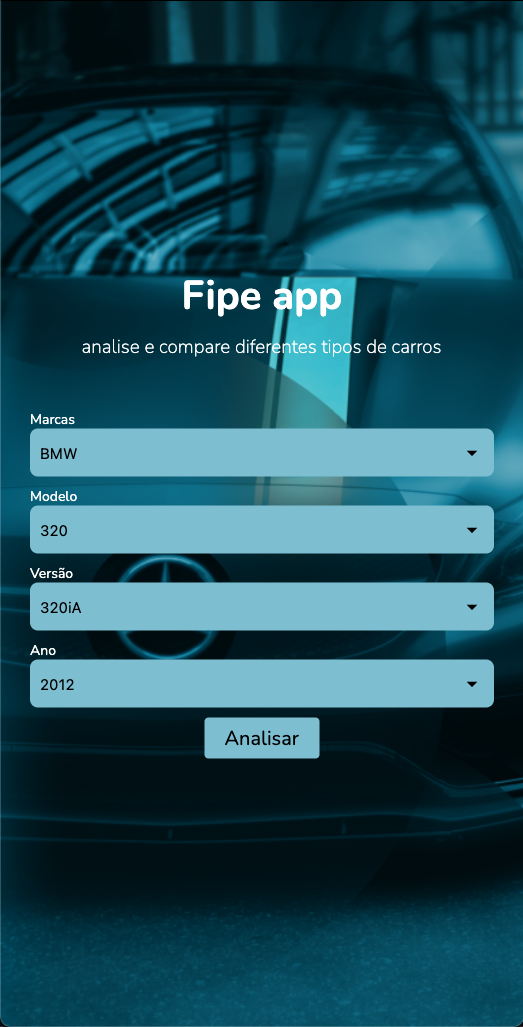 Fipe app
analise e compare diferentes tipos de carros
Marcas
BMW
Modelo
320
Versão
320iA
Ano
2012
Analisar